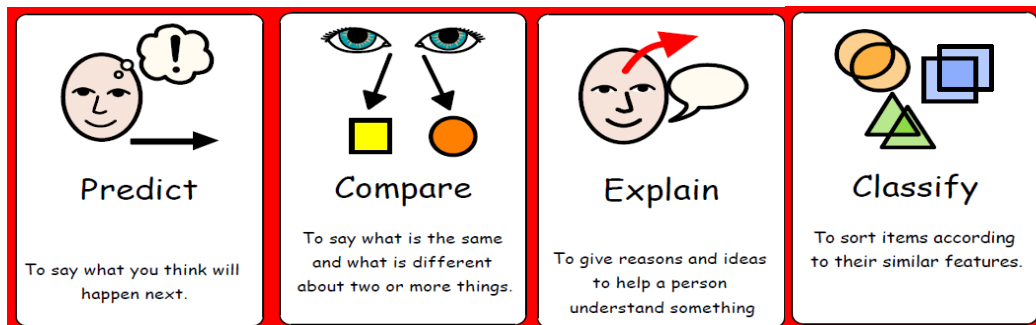 Predict
To say what you think will
happen next.
Compare
To say what is the same
and what is different
about two or more things.
Explain
To give reasons and ideas
to help a person
understand something
Classify
To sort items according
to their similar features.